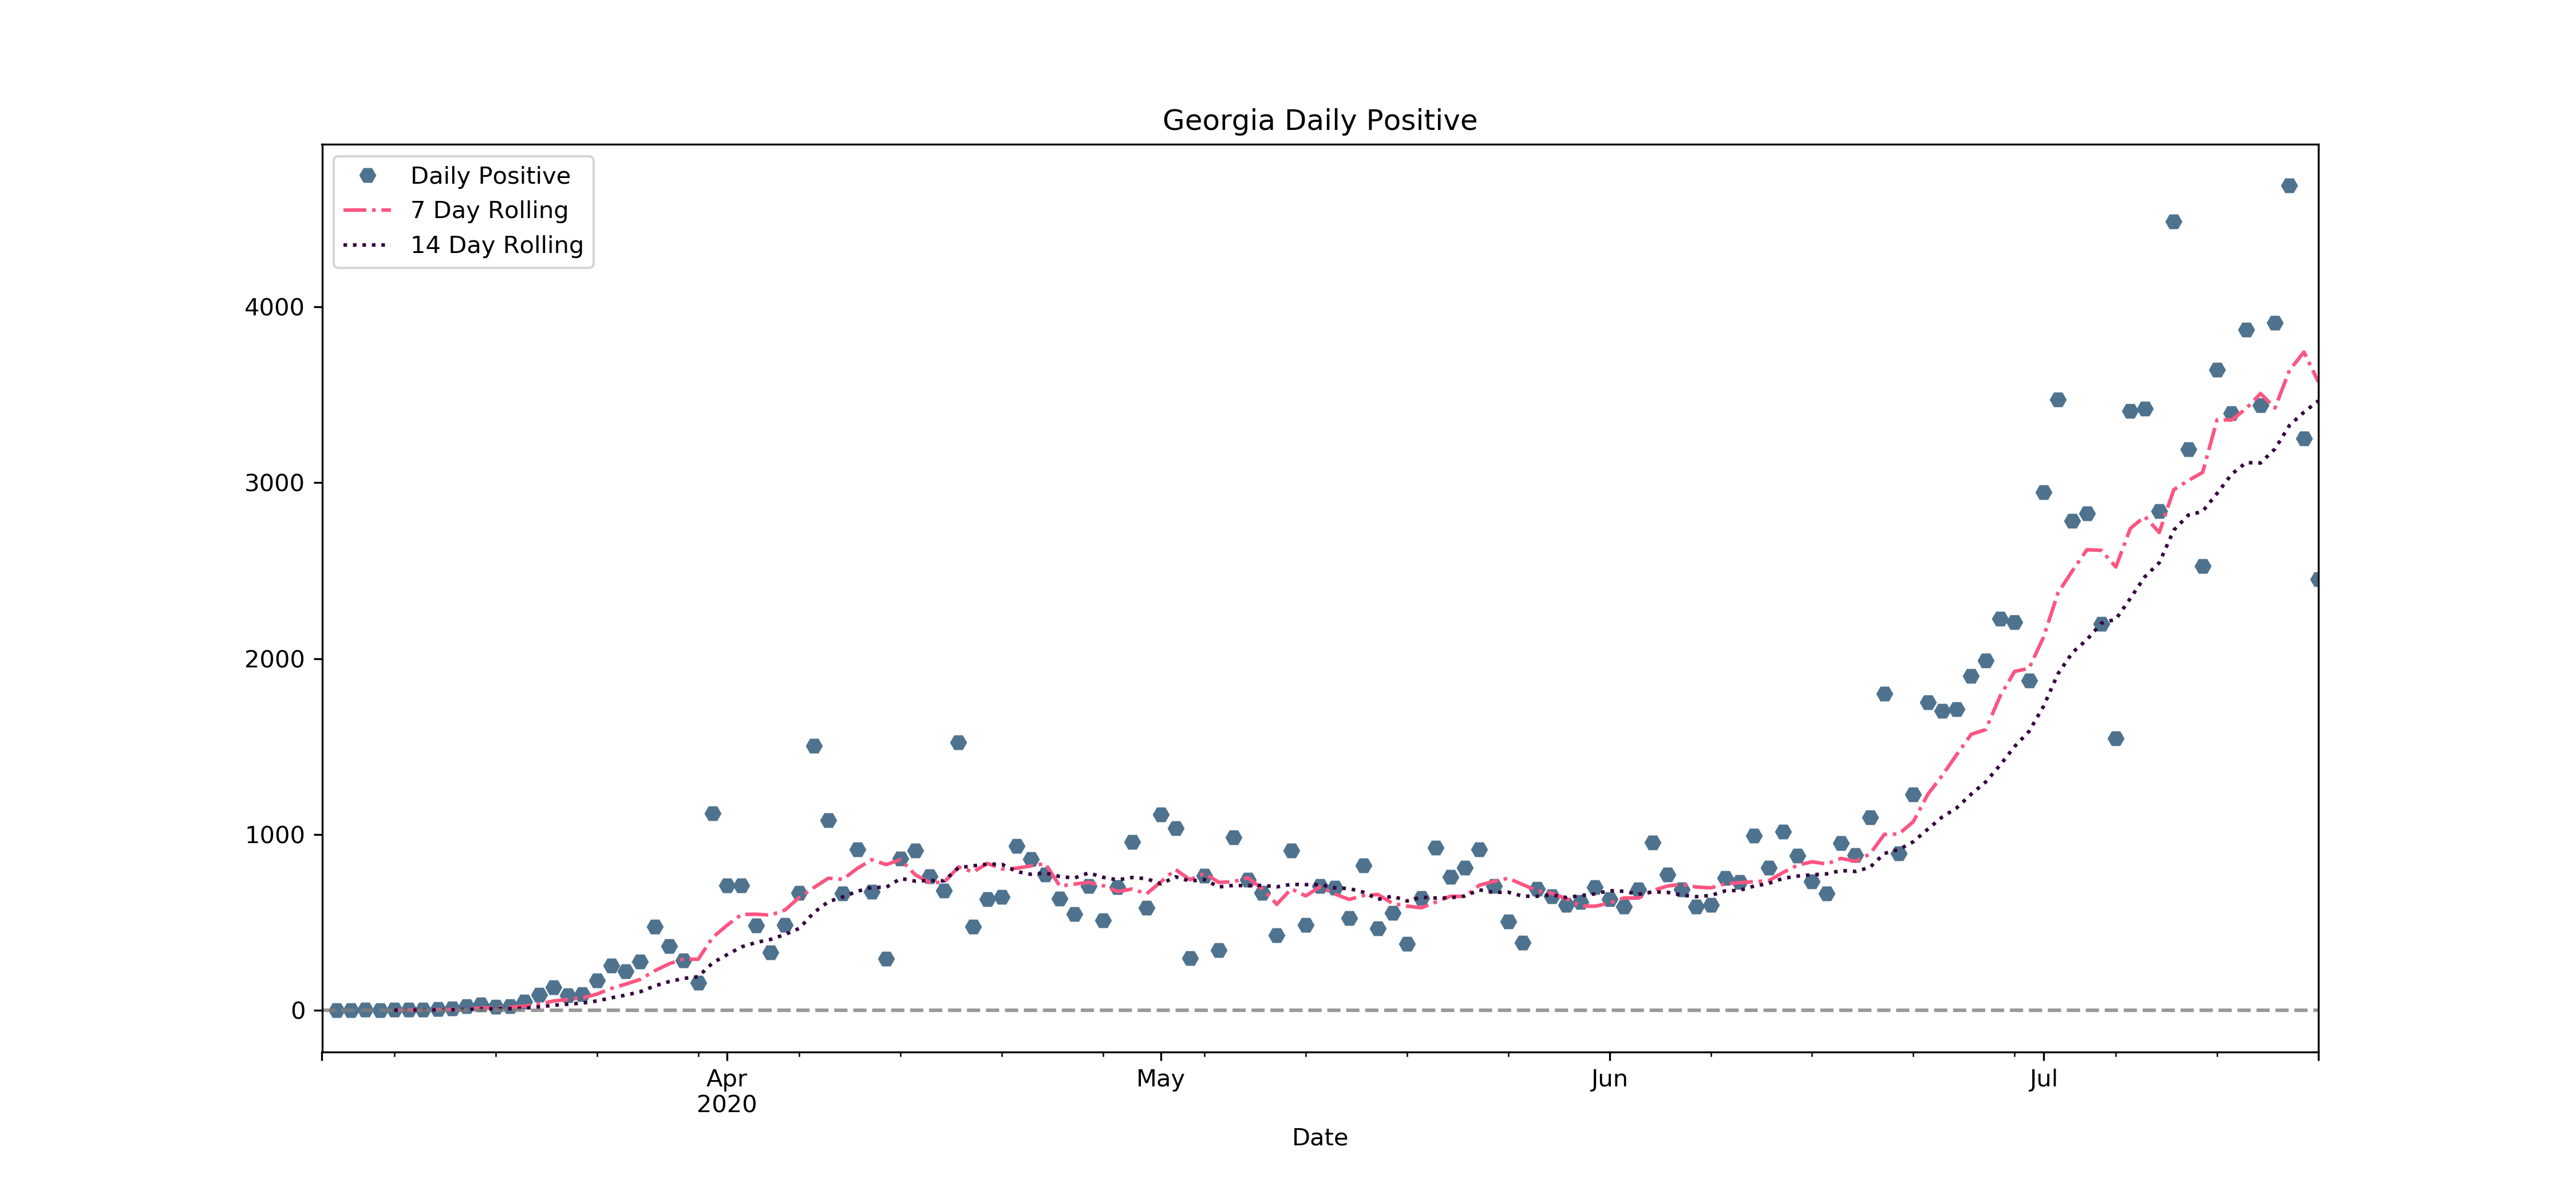 Georgia Daily Positive
Daily Positive
7 Day Rolling
14 Day Rolling
4000
3000
2000
1000
0
Apr
2020
May
Jun
Jul
Date